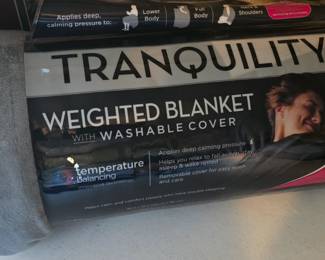 Applies deep,
calming pressure to:
Lower
Body
Full
Body
Shoulders
TRANQUILITY
WEIGHTED BLANKET
WITH WASHABLE COVER
temperature
balancing
Applies deep calming pressure
Helps you relax to fall
asleep & wake
Removable cover for easy
and care